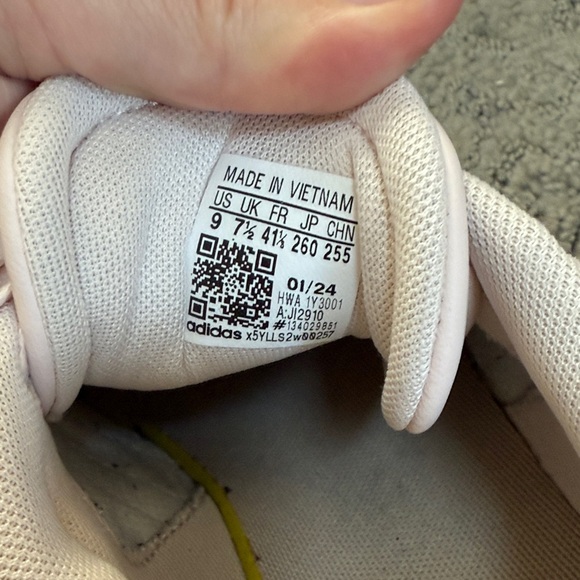 MADE IN VIETNAM
US UK FR JP CHN
9 7½ 41⅓ 260 255
01/24
HWA 1Y3001
A:JI2910
#134029851
adidas x5YLLS2w00257